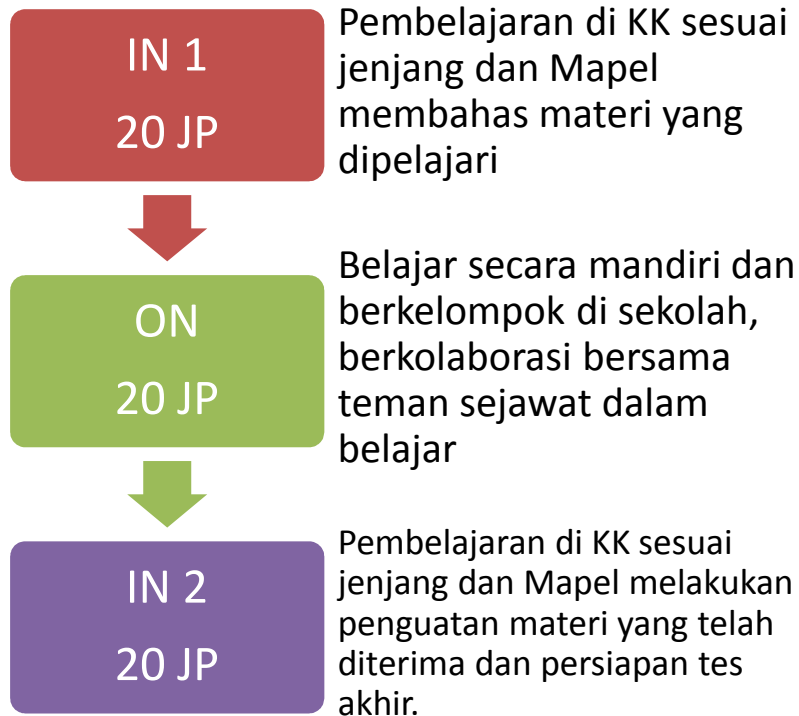 IN 1
20 JP
Pembelajaran di KK sesuai
jenjang dan Mapel
membahas materi yang
dipelajari
ON
20 JP
Belajar secara mandiri dan
berkelompok di sekolah,
berkolaborasi bersama
teman sejawat dalam
belajar
IN 2
20 JP
Pembelajaran di KK sesuai
jenjang dan Mapel melakukan
penguatan materi yang telah
diterima dan persiapan tes
akhir.